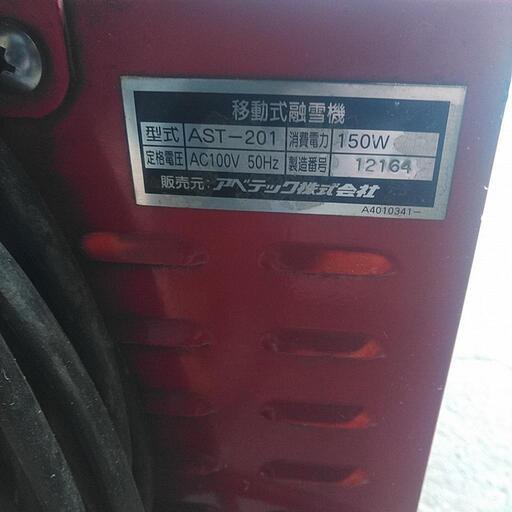 移動式融雪機
型式 AST-201 消費電力 150W
定格電圧 AC100V 50Hz 製造番号 12164
販売元:アベテック株式会社
A4010341-